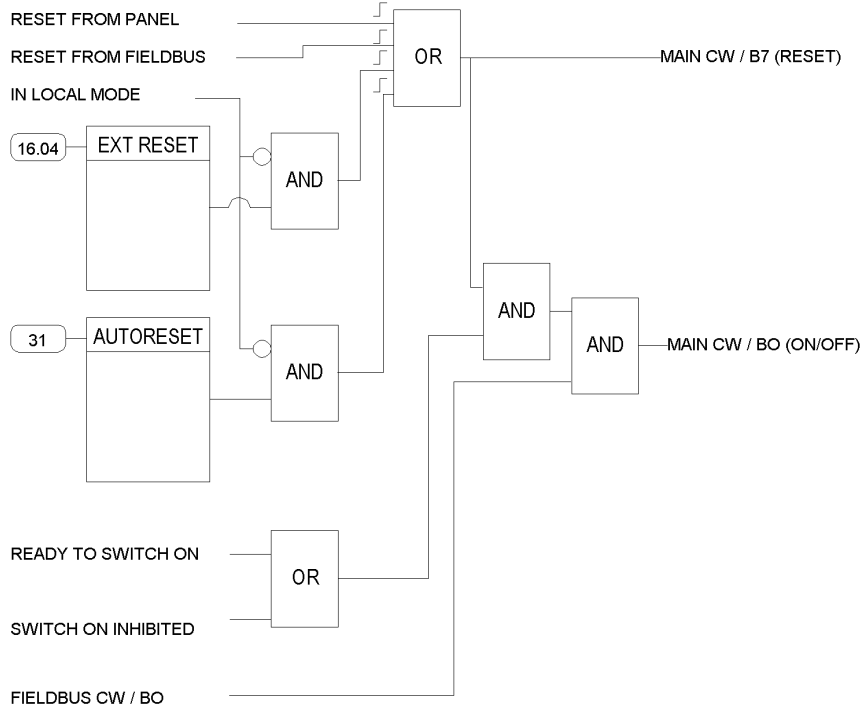 RESET FROM PANEL
RESET FROM FIELDBUS
OR
MAIN CW / B7 (RESET)
IN LOCAL MODE
16.04
EXT RESET
AND
31
AUTORESET
AND
AND
AND
MAIN CW / BO (ON/OFF)
READY TO SWITCH ON
OR
SWITCH ON INHIBITED
FIELDBUS CW / BO